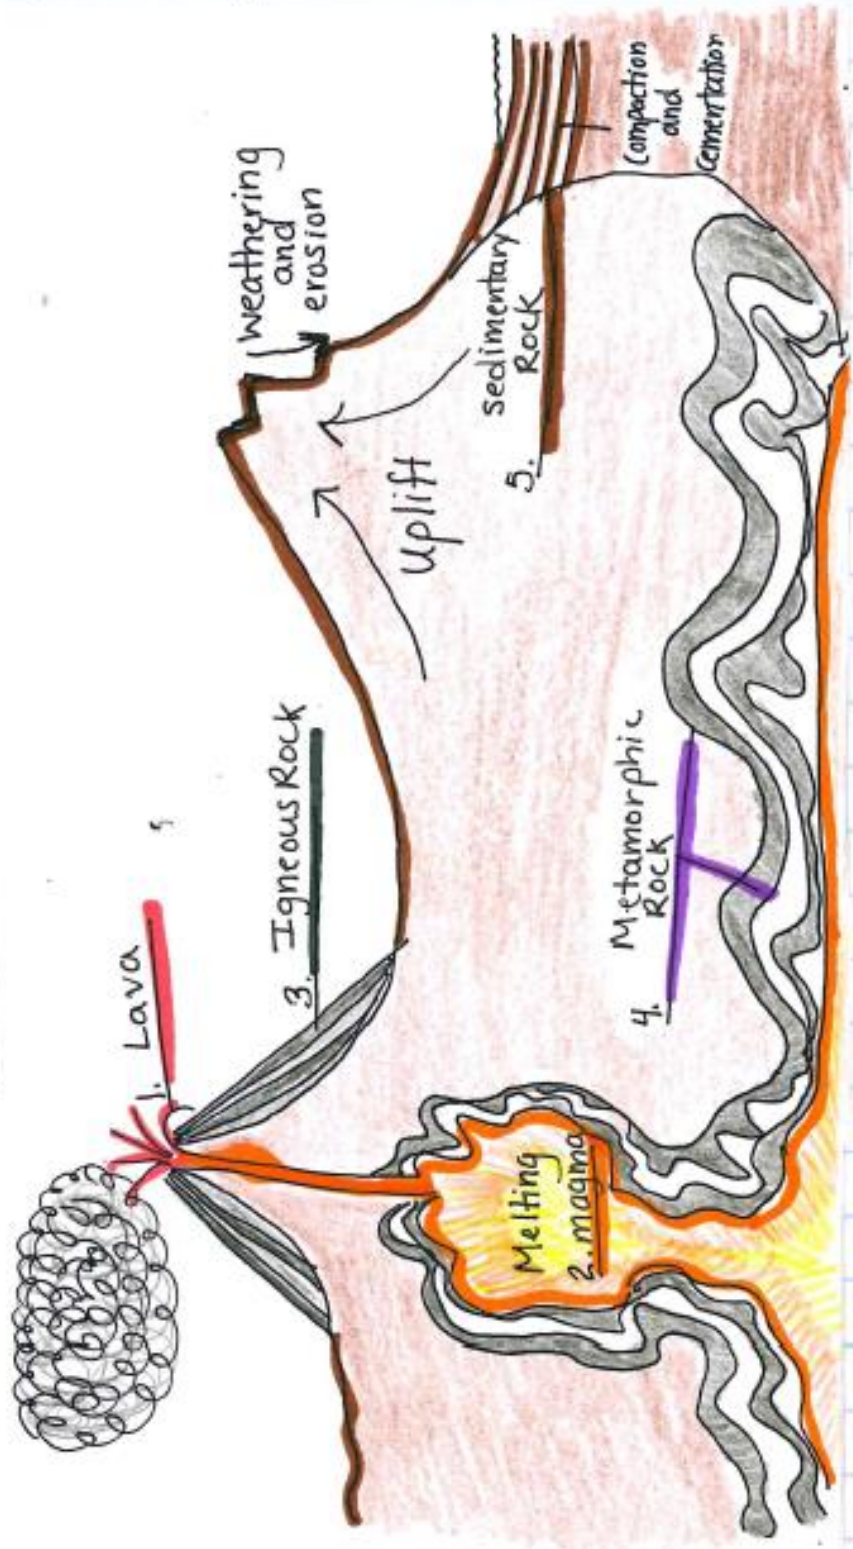 1. Lava
3. Igneous Rock
weathering
and
erosion
Uplift
Melting
2. magma
4. Metamorphic
Rock
5. sedimentary
Rock
Compaction
and
Cementation